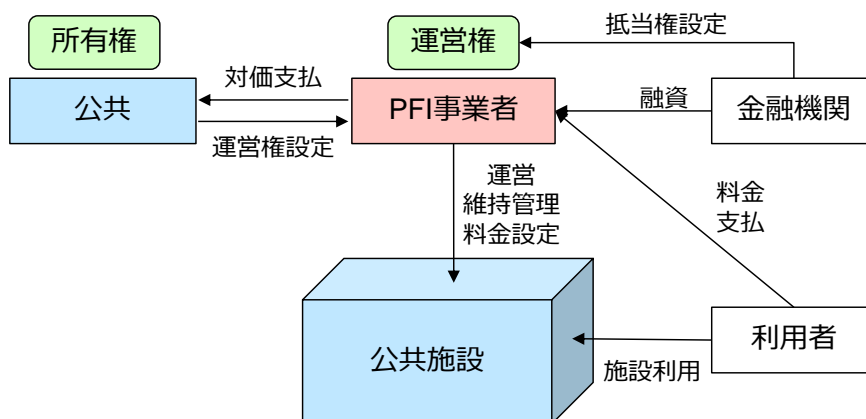 所有権
運営権
抵当権設定
対価支払
公共
PFI事業者
融資
金融機関
運営権設定
運営
維持管理
料金設定
料金
支払
公共施設
利用者
施設利用